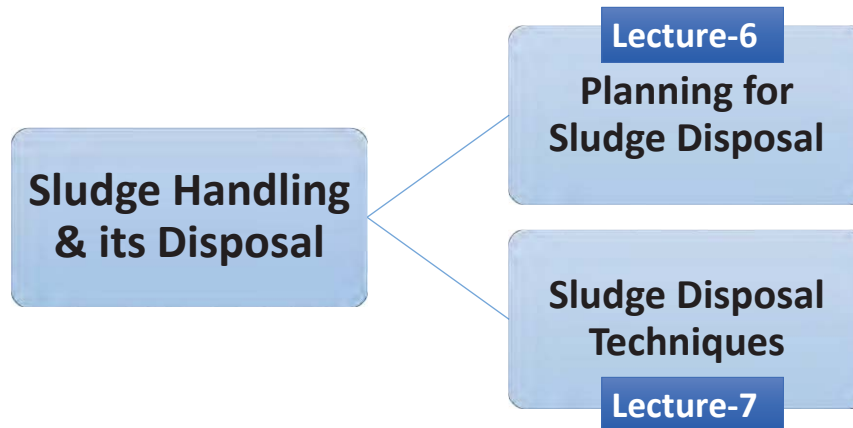 Sludge Handling
& its Disposal
Lecture-6
Planning for
Sludge Disposal
Sludge Disposal
Techniques
Lecture-7